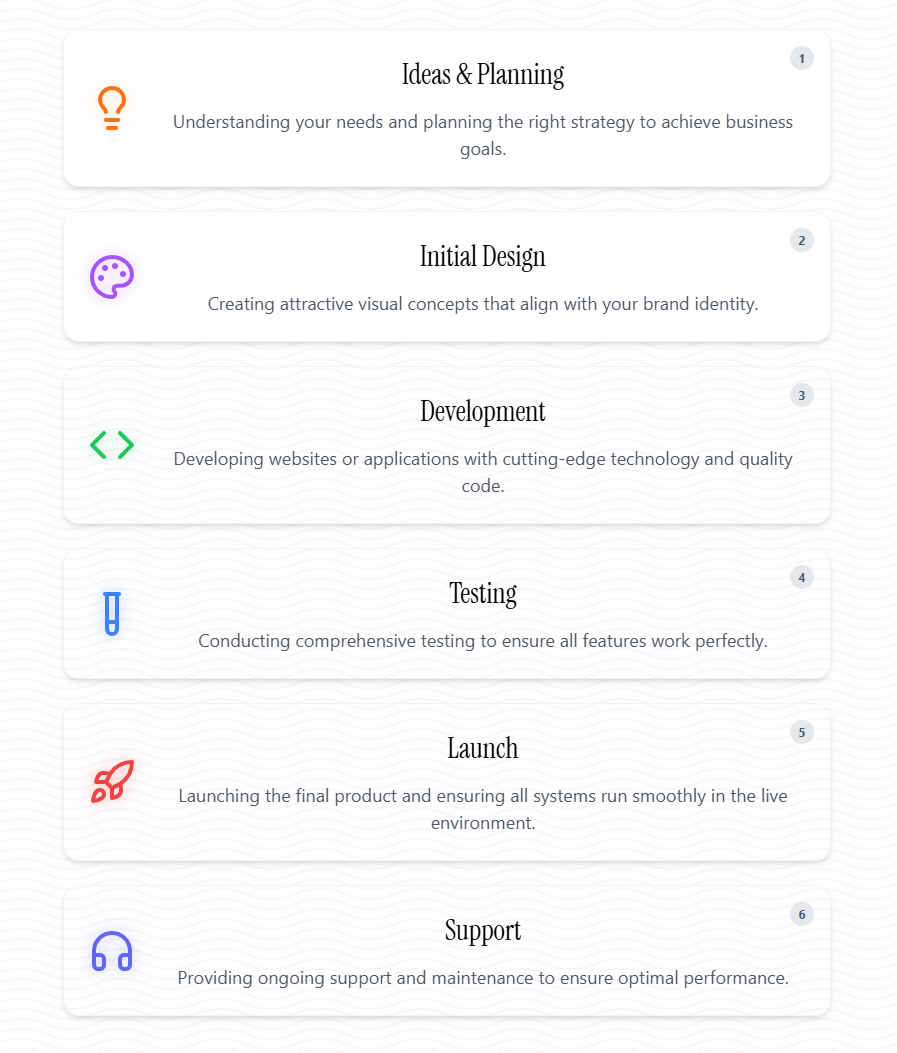 1
Ideas & Planning
Understanding your needs and planning the right strategy to achieve business
goals.
2
Initial Design
Creating attractive visual concepts that align with your brand identity.
3
Development
Developing websites or applications with cutting-edge technology and quality
code.
4
Testing
Conducting comprehensive testing to ensure all features work perfectly.
5
Launch
Launching the final product and ensuring all systems run smoothly in the live
environment.
6
Support
Providing ongoing support and maintenance to ensure optimal performance.